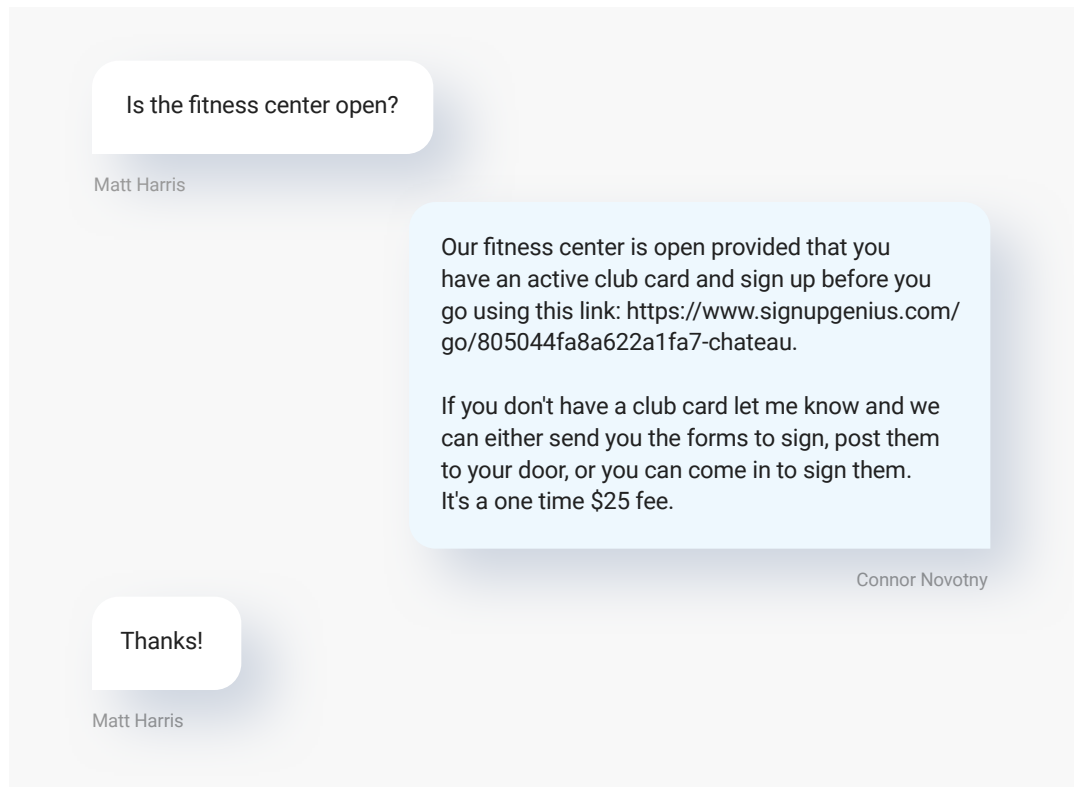 Is the fitness center open?
Matt Harris
Our fitness center is open provided that you
have an active club card and sign up before you
go using this link: https://www.signupgenius.com/
go/805044fa8a622a1fa7-chateau.
If you don't have a club card let me know and we
can either send you the forms to sign, post them
to your door, or you can come in to sign them.
It's a one time $25 fee.
Connor Novotny
Thanks!
Matt Harris